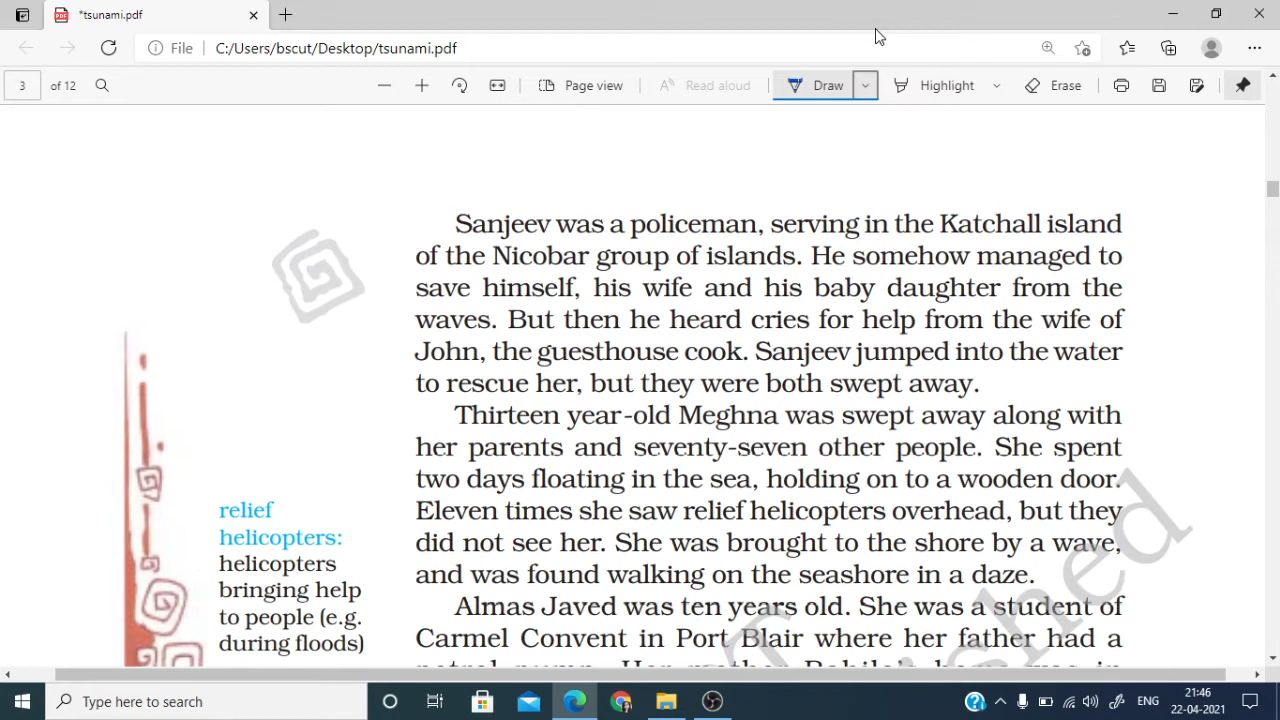 *tsunami.pdf
File C:/Users/bscut/Desktop/tsunami.pdf
3 of 12 Page view Read aloud Draw Highlight Erase
Sanjeev was a policeman, serving in the Katchall island
of the Nicobar group of islands. He somehow managed to
save himself, his wife and his baby daughter from the
waves. But then he heard cries for help from the wife of
John, the guesthouse cook. Sanjeev jumped into the water
to rescue her, but they were both swept away.
Thirteen year-old Meghna was swept away along with
her parents and seventy-seven other people. She spent
two days floating in the sea, holding on to a wooden door.
Eleven times she saw relief helicopters overhead, but they
did not see her. She was brought to the shore by a wave,
and was found walking on the seashore in a daze.
Almas Javed was ten years old. She was a student of
Carmel Convent in Port Blair where her father had a
relief
helicopters:
helicopters
bringing help
to people (e.g.
during floods)
Type here to search
ENG
21:46
22-04-2021